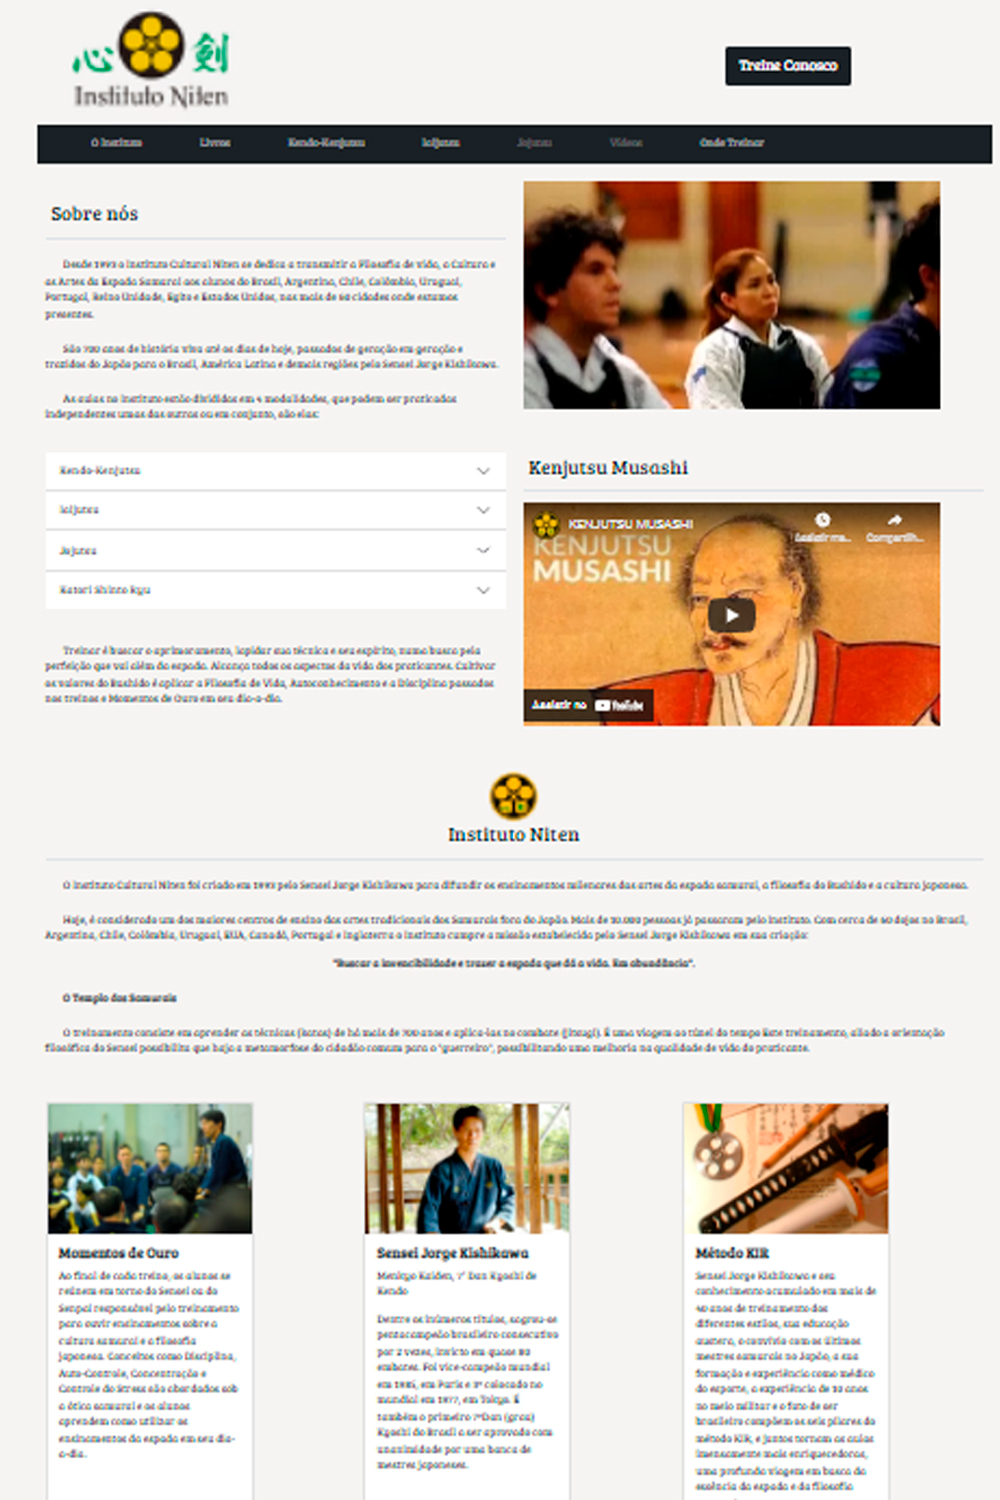 心 剣
Instituto Niten
Treine Conosco
O Instituto Livros Kendo-Kenjutsu Iaijutsu Jojutsu Vídeos Onde Treinar
Sobre nós
Desde 1993 o Instituto Cultural Niten se dedica a transmitir a Filosofia de vida, a Cultura e
as Artes da Espada Samurai aos alunos do Brasil, Argentina, Chile, Colômbia, Uruguai,
Portugal, Reino Unidade, Egito e Estados Unidos, nas mais de 60 cidades onde estamos
presentes.
São 700 anos de história viva até os dias de hoje, passados de geração em geração e
trazidos do Japão para o Brasil, América Latina e demais regiões pelo Sensei Jorge Kishikawa.
As aulas no Instituto estão divididas em 4 modalidades, que podem ser praticadas
independentes umas das outras ou em conjunto, são elas:
Kendo-Kenjutsu
Iaijutsu
Jojutsu
Katori Shinto Ryu
Treinar é buscar o aprimoramento, lapidar sua técnica e seu espírito, numa busca pela
perfeição que vai além da espada. Alcança todos os aspectos da vida dos praticantes. Cultivar
os valores do Bushido é aplicar a Filosofia de Vida, Autoconhecimento e a Disciplina passados
nos treinos e Momentos de Ouro em seu dia-a-dia.
Kenjutsu Musashi
KENJUTSU MUSASHI
Assistir ma... Compartilh...
KENJUTSU
MUSASHI
Assistir no YouTube
Instituto Niten
O Instituto Cultural Niten foi criado em 1993 pelo Sensei Jorge Kishikawa para difundir os ensinamentos milenares das artes da espada samurai, a filosofia do Bushido e a cultura japonesa.
Hoje, é considerado um dos maiores centros de ensino das artes tradicionais dos Samurais fora do Japão. Mais de 30.000 pessoas já passaram pelo Instituto. Com cerca de 60 dojos no Brasil,
Argentina, Chile, Colômbia, Uruguai, EUA, Canadá, Portugal e Inglaterra o Instituto cumpre a missão estabelecida pelo Sensei Jorge Kishikawa em sua criação:
"Buscar a invencibilidade e trazer a espada que dá a vida. Em abundância".
O Templo dos Samurais
O treinamento consiste em aprender as técnicas (katas) de há mais de 700 anos e aplica-las no combate (jitsugi). É uma viagem ao túnel do tempo Este treinamento, aliado a orientação
filosófica do Sensei possibilita que haja a metamorfose do cidadão comum para o "guerreiro", possibilitando uma melhoria na qualidade de vida do praticante.
Momentos de Ouro
Ao final de cada treino, os alunos se
reúnem em torno do Sensei ou do
Senpai responsável pelo treinamento
para ouvir ensinamentos sobre a
cultura samurai e a filosofia
japonesa. Conceitos como Disciplina,
Auto-Controle, Concentração e
Controle do Stress são abordados sob
a ótica samurai e os alunos
aprendem como utilizar os
ensinamentos da espada em seu dia-
a-dia.
Sensei Jorge Kishikawa
Menkyo Kaiden, 7° Dan Kyoshi de
Kendo
Dentre os inúmeros títulos, sagrou-se
pentacampeão brasileiro consecutivo
por 2 vezes, invicto em quase 80
embates. Foi vice-campeão mundial
em 1985, em Paris e 3º colocado no
mundial em 1977, em Tokyo. É
também o primeiro 7ºDan (grau)
Kyoshi do Brasil a ser aprovado com
unanimidade por uma banca de
mestres japoneses.
Método KIR
Sensei Jorge Kishikawa e seu
conhecimento acumulado em mais de
40 anos de treinamento dos
diferentes estilos, sua educação
austera, o convívio com os últimos
mestres samurais no Japão; a sua
formação e experiência como médico
do esporte, a experiência de 10 anos
no meio militar e o fato de ser
brasileiro compõem os seis pilares do
método KIR, e juntos tornam as aulas
imensamente mais enriquecedoras,
uma profunda viagem em busca da
essência da espada e da filosofia